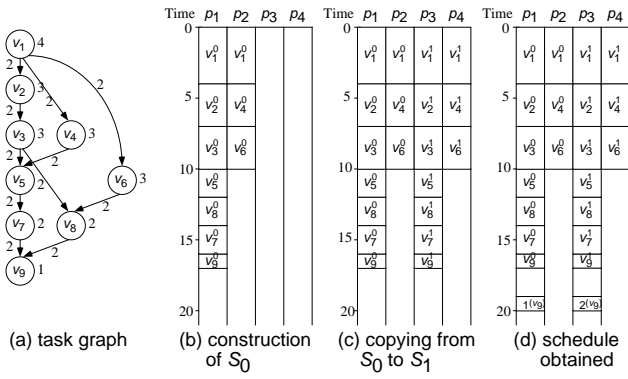 Time p1 p2 p3 p4
0
5
10
15
20
v1 4
2
v2 3
2
2
2
v3 3
v4 3
2
2
v5 2
2
v6 3
2
2
v7 2
v8 2
2
2
v9 1
v1^0 v1^0
v2^0 v4^0
v3^0 v6^0
v5^0
v8^0
v7^0
v9^0
Time p1 p2 p3 p4
0
5
10
15
20
v1^0 v1^0 v1^1 v1^1
v2^0 v4^0 v2^1 v4^1
v3^0 v6^0 v3^1 v6^1
v5^0 v5^1
v8^0 v8^1
v7^0 v7^1
v9^0 v9^1
Time p1 p2 p3 p4
0
5
10
15
20
v1^0 v1^1 v1^1 v1^1
v2^0 v4^0 v2^1 v4^1
v3^0 v6^0 v3^1 v6^1
v5^0 v5^1
v8^0 v8^1
v7^0 v7^1
v9^0 v9^1
1(v9) 2(v9)
(a) task graph
(b) construction
of S0
(c) copying from
S0 to S1
(d) schedule
obtained